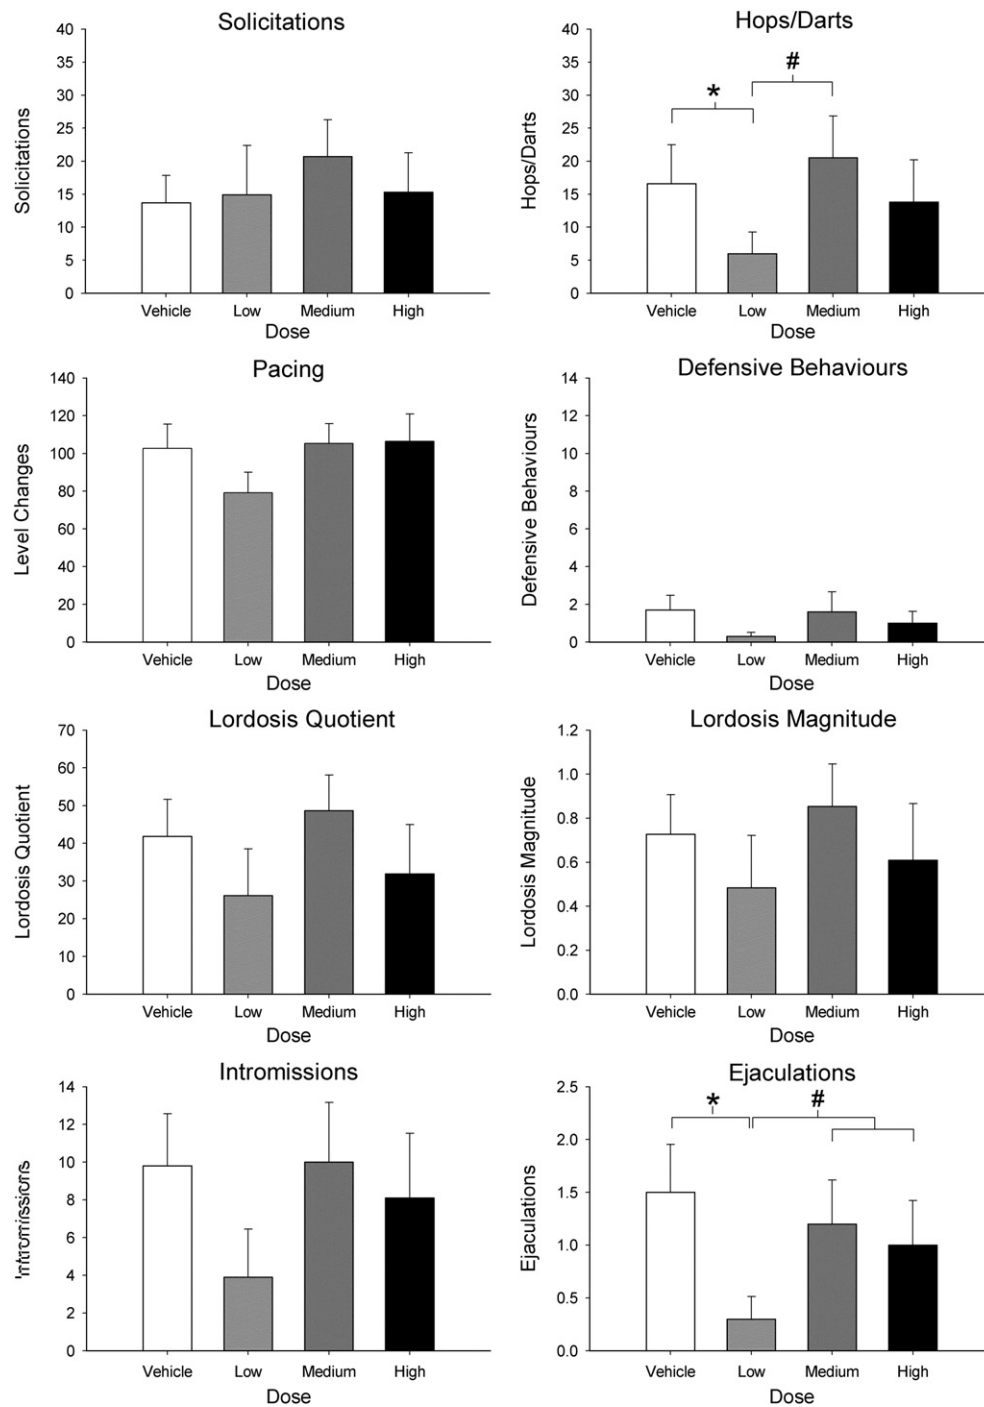 Solicitations
40
35
30
25
20
15
10
5
0
Solicitations
Vehicle Low Medium High
Dose
Hops/Darts
40
35
30
25
20
15
10
5
0
Hops/Darts
* #
Vehicle Low Medium High
Dose
Pacing
140
120
100
80
60
40
20
0
Level Changes
Vehicle Low Medium High
Dose
Defensive Behaviours
14
12
10
8
6
4
2
0
Defensive Behaviours
Vehicle Low Medium High
Dose
Lordosis Quotient
70
60
50
40
30
20
10
0
Lordosis Quotient
Vehicle Low Medium High
Dose
Lordosis Magnitude
1.2
1.0
0.8
0.6
0.4
0.2
0.0
Lordosis Magnitude
Vehicle Low Medium High
Dose
Intromissions
14
12
10
8
6
4
2
0
Intromissions
Vehicle Low Medium High
Dose
Ejaculations
2.5
2.0
1.5
1.0
0.5
0.0
Ejaculations
* #
Vehicle Low Medium High
Dose